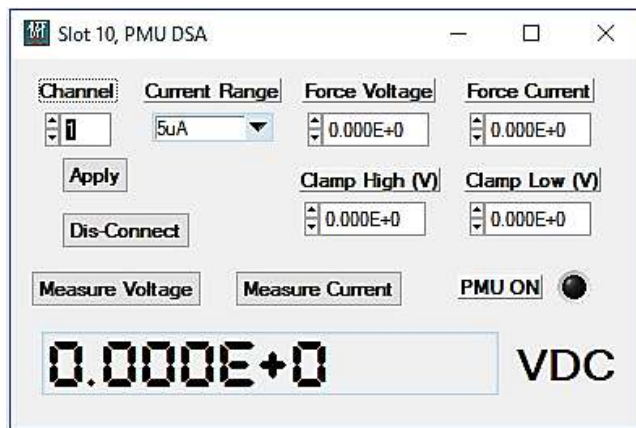 Slot 10, PMU DSA
Channel Current Range Force Voltage Force Current
1 5uA 0.000E+0 0.000E+0
Apply
Clamp High (V) Clamp Low (V)
0.000E+0 0.000E+0
Dis-Connect
Measure Voltage Measure Current PMU ON
0.000E+0 VDC